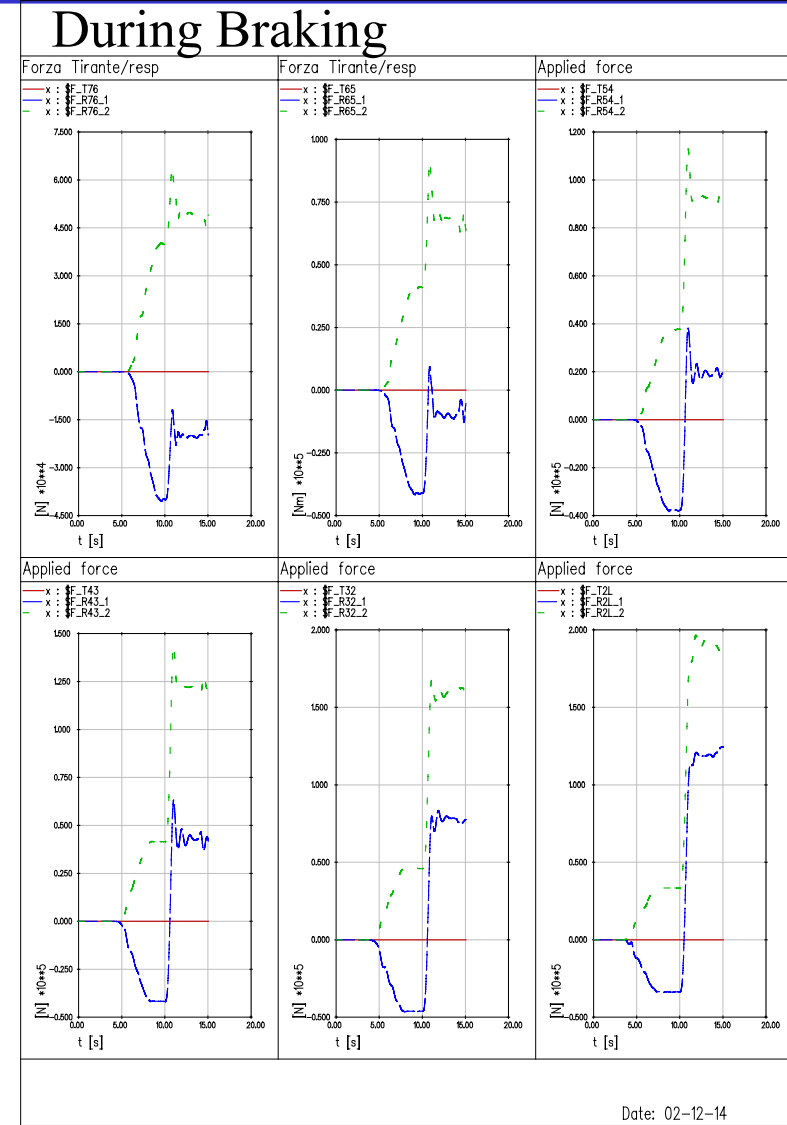 During Braking
Forza Tirante/resp
x : $F_T76
x : $F_R76_1
x : $F_R76_2
7.500
6.000
4.500
3.000
1.500
0.000
-1.500
-3.000
-4.500
[N] *10**4
0.00 5.00 10.00 15.00 20.00
t [s]
Forza Tirante/resp
x : $F_T65
x : $F_R65_1
x : $F_R65_2
1.000
0.750
0.500
0.250
0.000
-0.250
-0.500
[Nm] *10**5
0.00 5.00 10.00 15.00 20.00
t [s]
Applied force
x : $F_T54
x : $F_R54_1
x : $F_R54_2
1.200
1.000
0.800
0.600
0.400
0.200
0.000
-0.200
-0.400
[N] *10**5
0.00 5.00 10.00 15.00 20.00
t [s]
Applied force
x : $F_T43
x : $F_R43_1
x : $F_R43_2
1.500
1.250
1.000
0.750
0.500
0.250
0.000
-0.250
-0.500
[N] *10**5
0.00 5.00 10.00 15.00 20.00
t [s]
Applied force
x : $F_T32
x : $F_R32_1
x : $F_R32_2
2.000
1.500
1.000
0.500
0.000
-0.500
[N] *10**5
0.00 5.00 10.00 15.00 20.00
t [s]
Applied force
x : $F_T2L
x : $F_R2L_1
x : $F_R2L_2
2.000
1.500
1.000
0.500
0.000
-0.500
[N] *10**5
0.00 5.00 10.00 15.00 20.00
t [s]
Date: 02-12-14